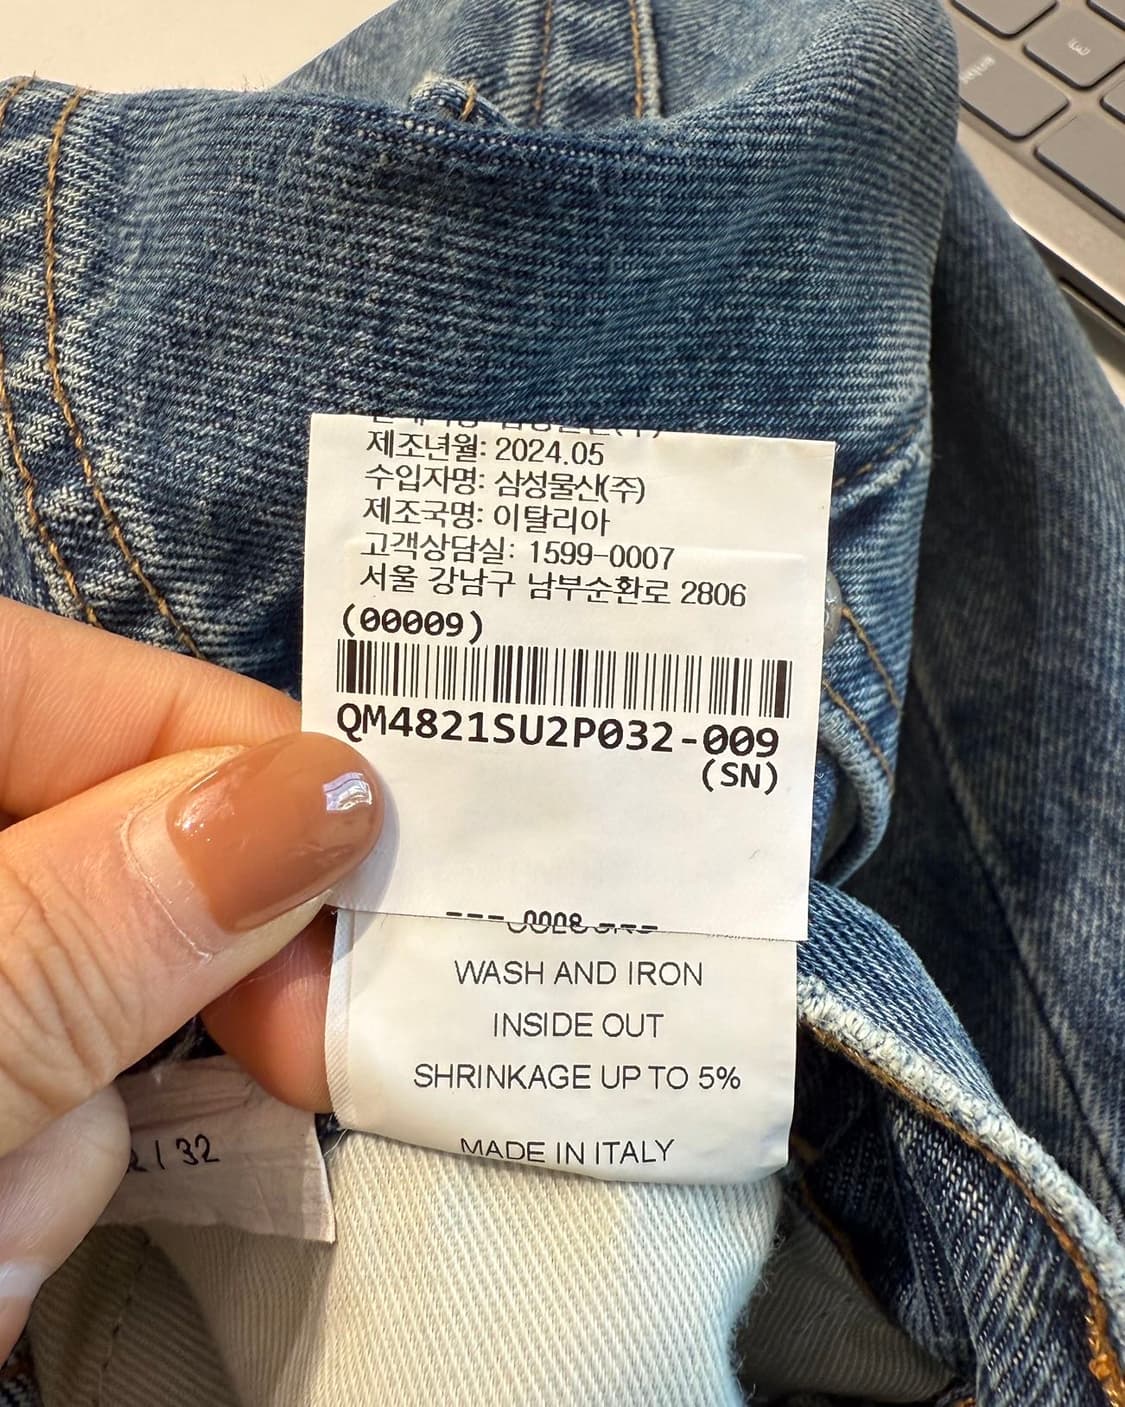 제조년월: 2024.05
수입자명: 삼성물산(주)
제조국명: 이탈리아
고객상담실: 1599-0007
서울 강남구 남부순환로 2806
(00009)
QM4821SU2P032-009
(SN)
WASH AND IRON
INSIDE OUT
SHRINKAGE UP TO 5%
MADE IN ITALY
32